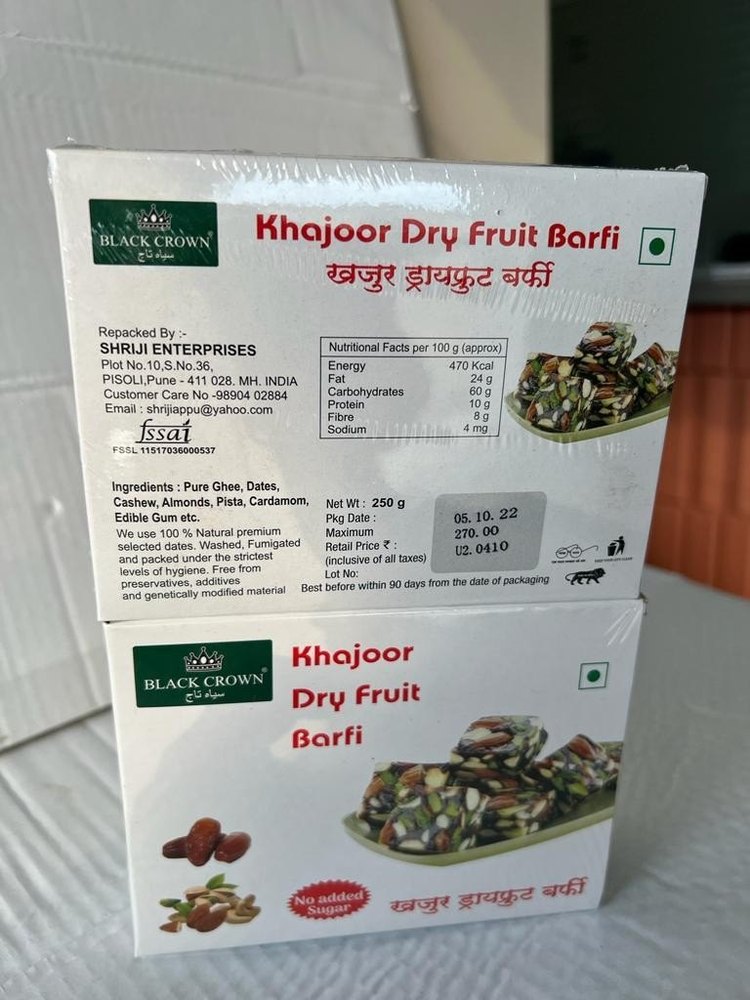 BLACK CROWN®
سياه تاج
Khajoor Dry Fruit Barfi
खजुर ड्रायफ्रुट बर्फी
Repacked By :-
SHRIJI ENTERPRISES
Plot No.10,S.No.36,
PISOLI,Pune - 411 028. MH. INDIA
Customer Care No -98904 02884
Email : shrijiappu@yahoo.com
fssai
FSSL 11517036000537
Nutritional Facts per 100 g (approx)
Energy 470 Kcal
Fat 24 g
Carbohydrates 60 g
Protein 10 g
Fibre 8 g
Sodium 4 mg
Ingredients : Pure Ghee, Dates,
Cashew, Almonds, Pista, Cardamom,
Edible Gum etc.
We use 100 % Natural premium
selected dates. Washed, Fumigated
and packed under the strictest
levels of hygiene. Free from
preservatives, additives
and genetically modified material
Net Wt : 250 g
Pkg Date : 05. 10. 22
Maximum 270. 00
Retail Price ₹ : U2. 0410
(inclusive of all taxes)
Lot No:
Best before within 90 days from the date of packaging
BLACK CROWN®
سياه تاج
Khajoor
Dry Fruit
Barfi
No added
Sugar
खजुर ड्रायफ्रुट बर्फी